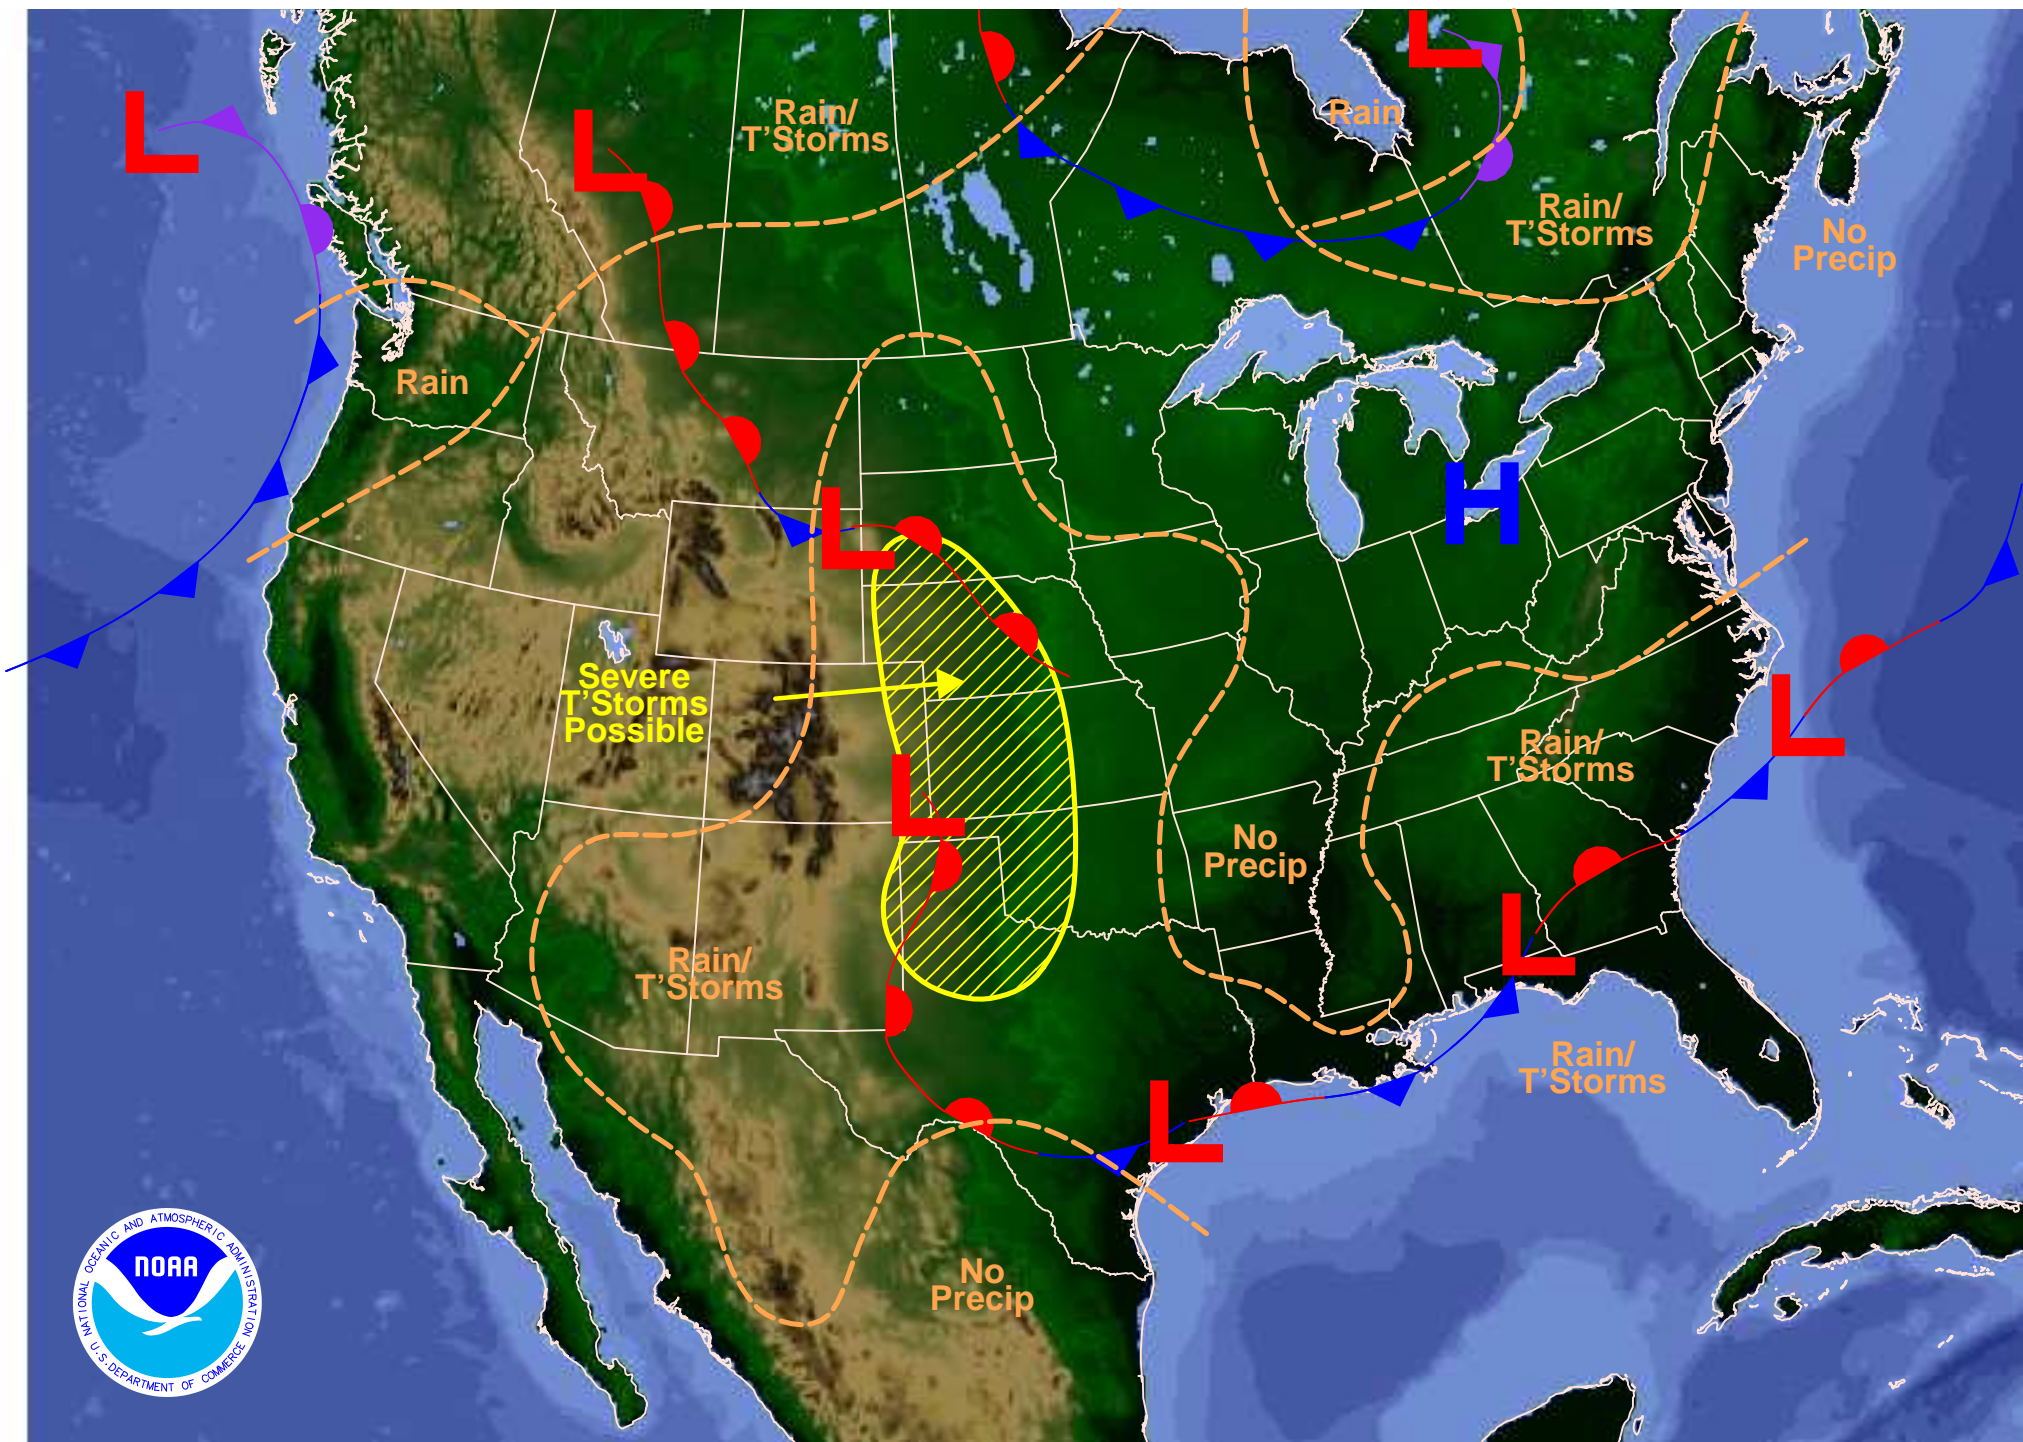 L
L
L
Rain/
T'Storms
Rain
Rain/
T'Storms
No
Precip
Rain
H
L
Severe
T'Storms
Possible
L
L
Rain/
T'Storms
No
Precip
L
Rain/
T'Storms
L
Rain/
T'Storms
No
Precip
NOAA
NATIONAL OCEANIC AND ATMOSPHERIC ADMINISTRATION
U.S. DEPARTMENT OF COMMERCE